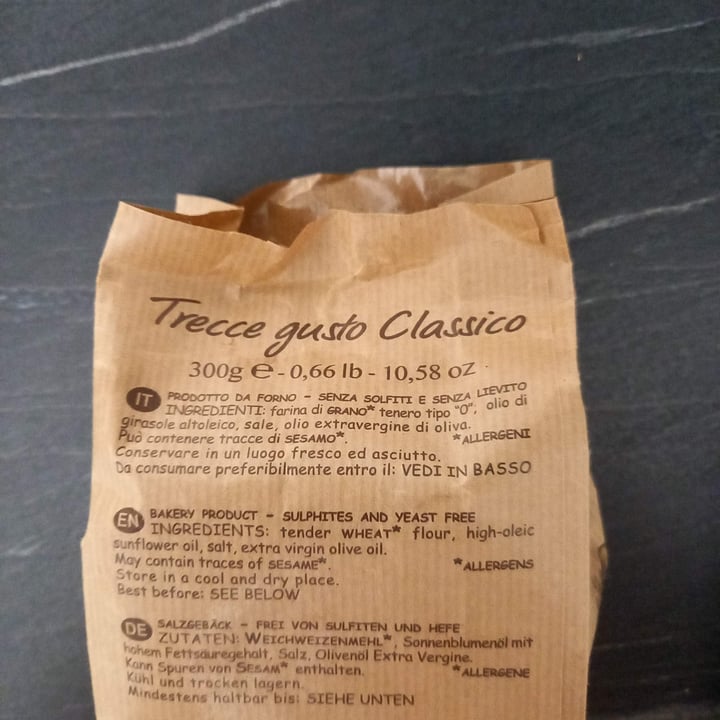 Trecce gusto Classico
300g e - 0,66 lb - 10,58 oz
IT PRODOTTO DA FORNO - SENZA SOLFITI E SENZA LIEVITO
INGREDIENTI: farina di GRANO* tenero tipo "0", olio di
girasole altoleico, sale, olio extravergine di oliva.
Può contenere tracce di SESAMO*. *ALLERGENI
Conservare in un luogo fresco ed asciutto.
Da consumare preferibilmente entro il: VEDI IN BASSO
EN BAKERY PRODUCT - SULPHITES AND YEAST FREE
INGREDIENTS: tender WHEAT* flour, high-oleic
sunflower oil, salt, extra virgin olive oil.
May contain traces of SESAME*. *ALLERGENS
Store in a cool and dry place.
Best before: SEE BELOW
DE SALZGEBÄCK - FREI VON SULFITEN UND HEFE
ZUTATEN: WEICHWEIZENMEHL*, Sonnenblumenöl mit
hohem Fettsäuregehalt, Salz, Olivenöl Extra Vergine.
Kann Spuren von SESAM* enthalten. *ALLERGENE
Kühl und trocken lagern.
Mindestens haltbar bis: SIEHE UNTEN